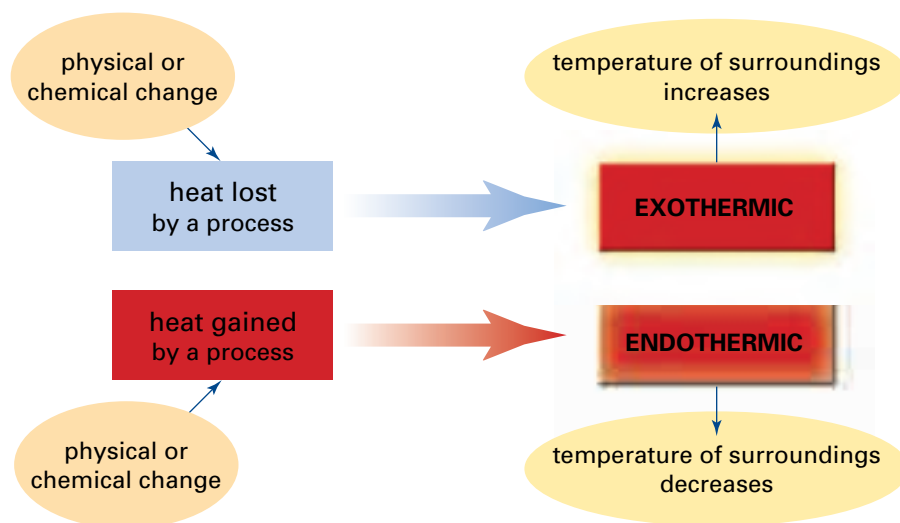 physical or
chemical change
temperature of surroundings
increases
heat lost
by a process
EXOTHERMIC
heat gained
by a process
ENDOTHERMIC
physical or
chemical change
temperature of surroundings
decreases